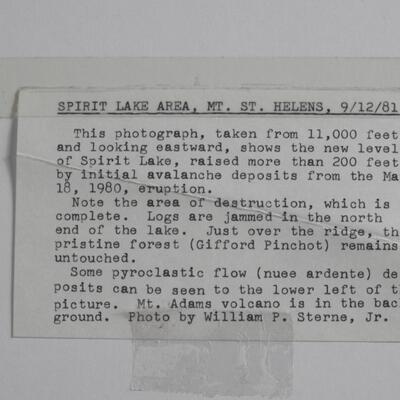 SPIRIT LAKE AREA, MT. ST. HELENS, 9/12/81
This photograph, taken from 11,000 feet
and looking eastward, shows the new level
of Spirit Lake, raised more than 200 feet
by initial avalanche deposits from the Ma
18, 1980, eruption.
Note the area of destruction, which is
complete. Logs are jammed in the north
end of the lake. Just over the ridge, th
pristine forest (Gifford Pinchot) remains
untouched.
Some pyroclastic flow (nuee ardente) de
posits can be seen to the lower left of t
picture. Mt. Adams volcano is in the bac
ground. Photo by William P. Sterne, Jr.